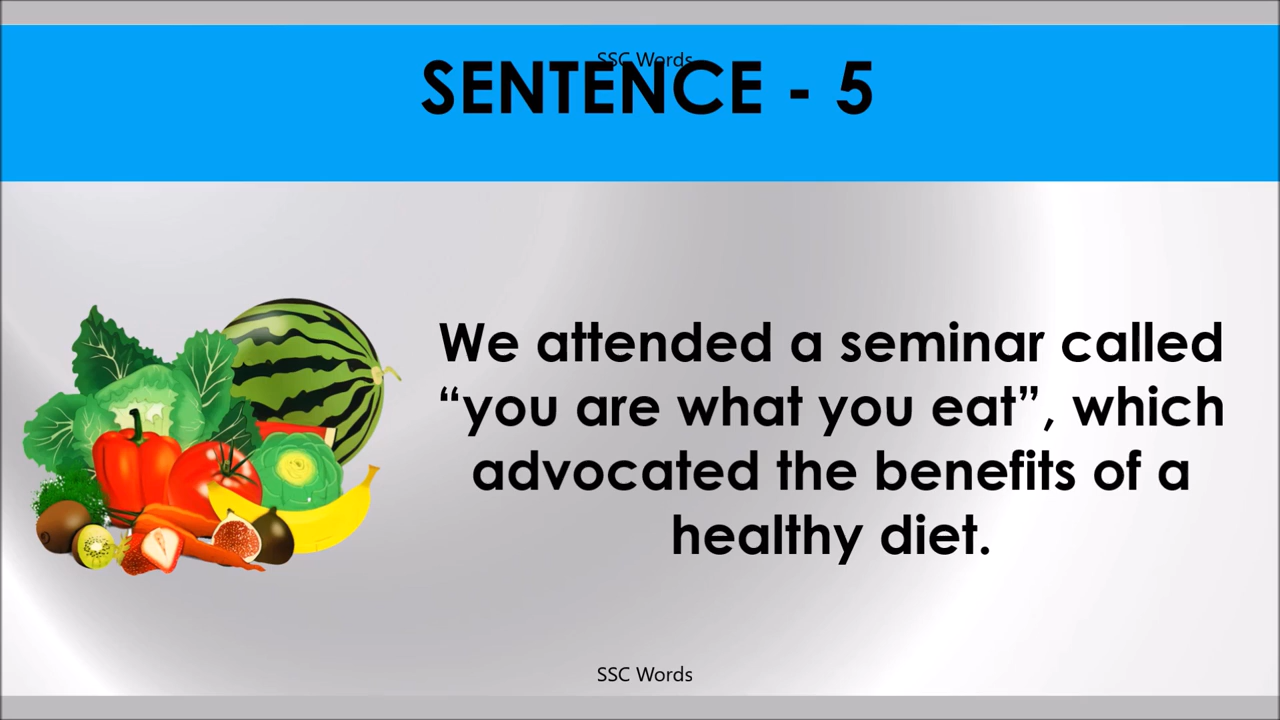 SSC Words
SENTENCE - 5
We attended a seminar called
“you are what you eat”, which
advocated the benefits of a
healthy diet.
SSC Words